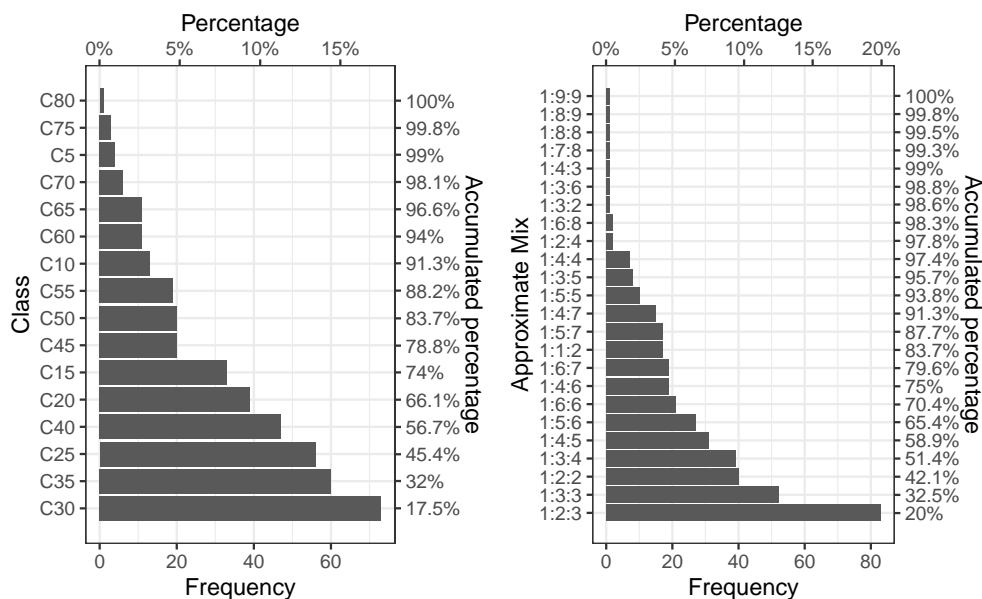 Percentage
0% 5% 10% 15%
C80 100%
C75 99.8%
C5 99%
C70 98.1%
C65 96.6%
C60 94%
C10 91.3%
C55 88.2%
C50 83.7%
C45 78.8%
C15 74%
C20 66.1%
C40 56.7%
C25 45.4%
C35 32%
C30 17.5%
Class
Accumulated percentage
0 20 40 60
Frequency
Percentage
0% 5% 10% 15% 20%
1:9:9 100%
1:8:9 99.8%
1:8:8 99.5%
1:7:8 99.3%
1:4:3 99%
1:3:6 98.8%
1:3:2 98.6%
1:6:8 98.3%
1:2:4 97.8%
1:4:4 97.4%
1:3:5 95.7%
1:5:5 93.8%
1:4:7 91.3%
1:5:7 87.7%
1:1:2 83.7%
1:6:7 79.6%
1:4:6 75%
1:6:6 70.4%
1:5:6 65.4%
1:4:5 58.9%
1:3:4 51.4%
1:2:2 42.1%
1:3:3 32.5%
1:2:3 20%
Approximate Mix
Accumulated percentage
0 20 40 60 80
Frequency